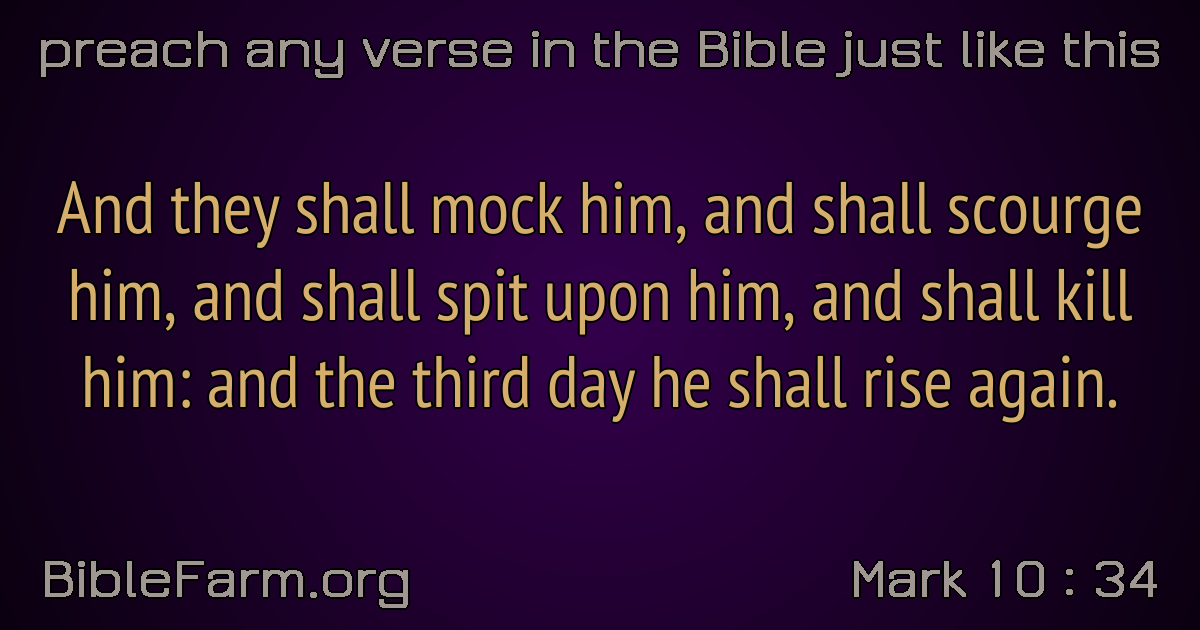 preach any verse in the Bible just like this
And they shall mock him, and shall scourge
him, and shall spit upon him, and shall kill
him: and the third day he shall rise again.
BibleFarm.org
Mark 10 : 34